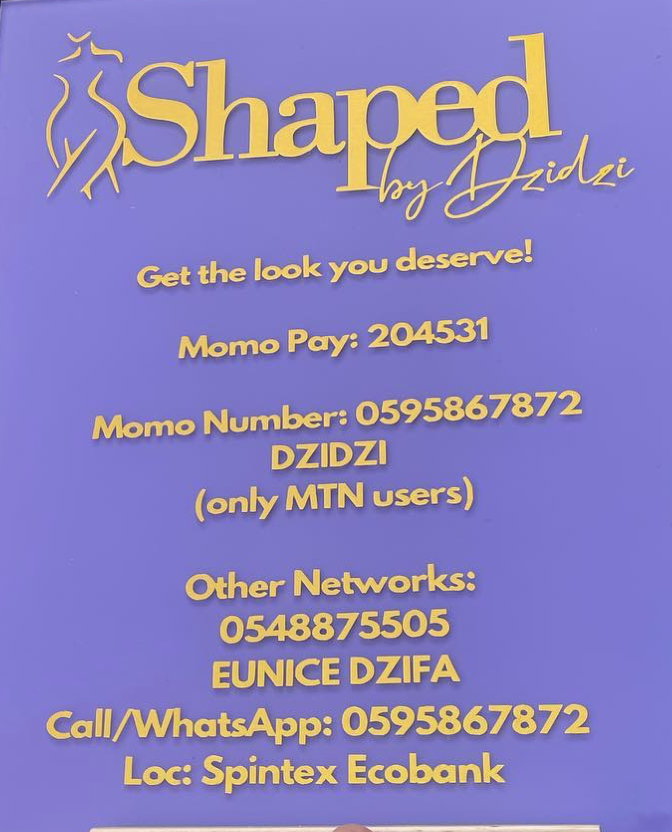 Shaped
by Dzidzi
Get the look you deserve!
Momo Pay: 204531
Momo Number: 0595867872
DZIDZI
(only MTN users)
Other Networks:
0548875505
EUNICE DZIFA
Call/WhatsApp: 0595867872
Loc: Spintex Ecobank